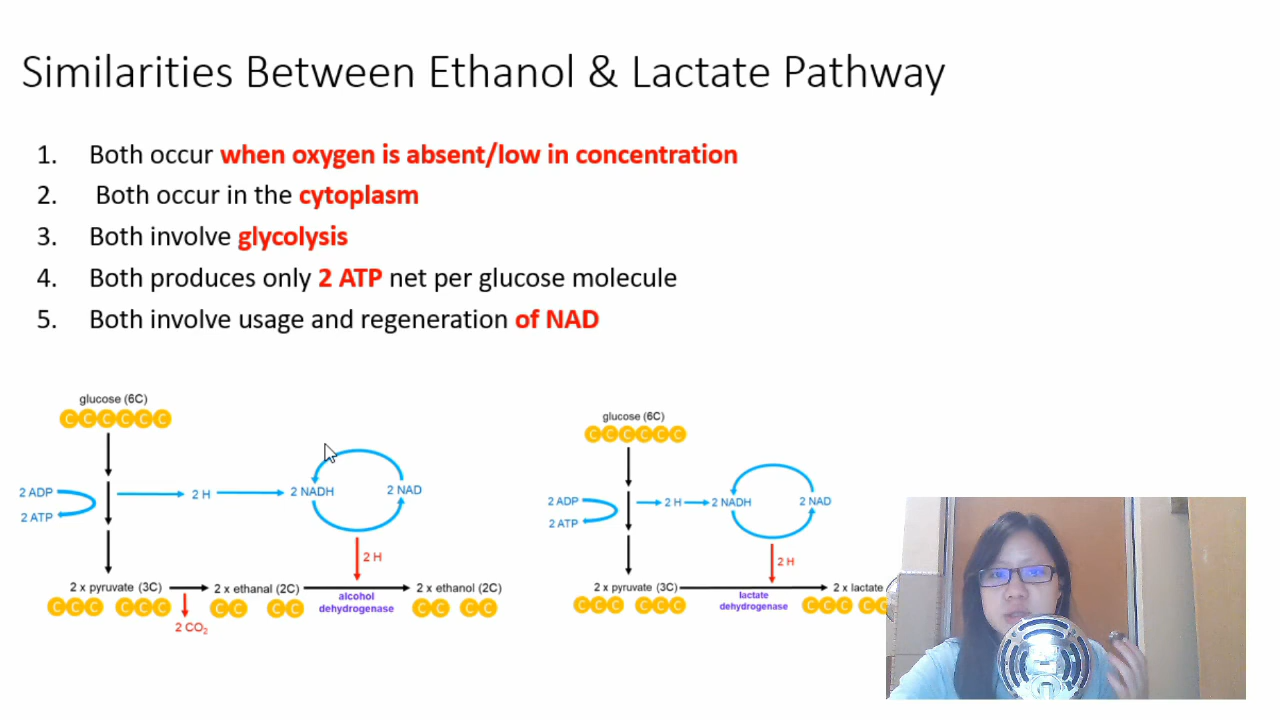 Similarities Between Ethanol & Lactate Pathway
1. Both occur when oxygen is absent/low in concentration
2. Both occur in the cytoplasm
3. Both involve glycolysis
4. Both produces only 2 ATP net per glucose molecule
5. Both involve usage and regeneration of NAD
glucose (6C)
C C C C C C
2 ADP
2 ATP
2 H
2 NADH
2 NAD
2 H
2 x pyruvate (3C)
2 x ethanal (2C)
2 x ethanol (2C)
C C C C C C
C C C C
C C C C
alcohol
dehydrogenase
2 CO₂
glucose (6C)
C C C C C C
2 ADP
2 ATP
2 H
2 NADH
2 NAD
2 H
2 x pyruvate (3C)
2 x lactate
C C C C C C
C C C C C
lactate
dehydrogenase